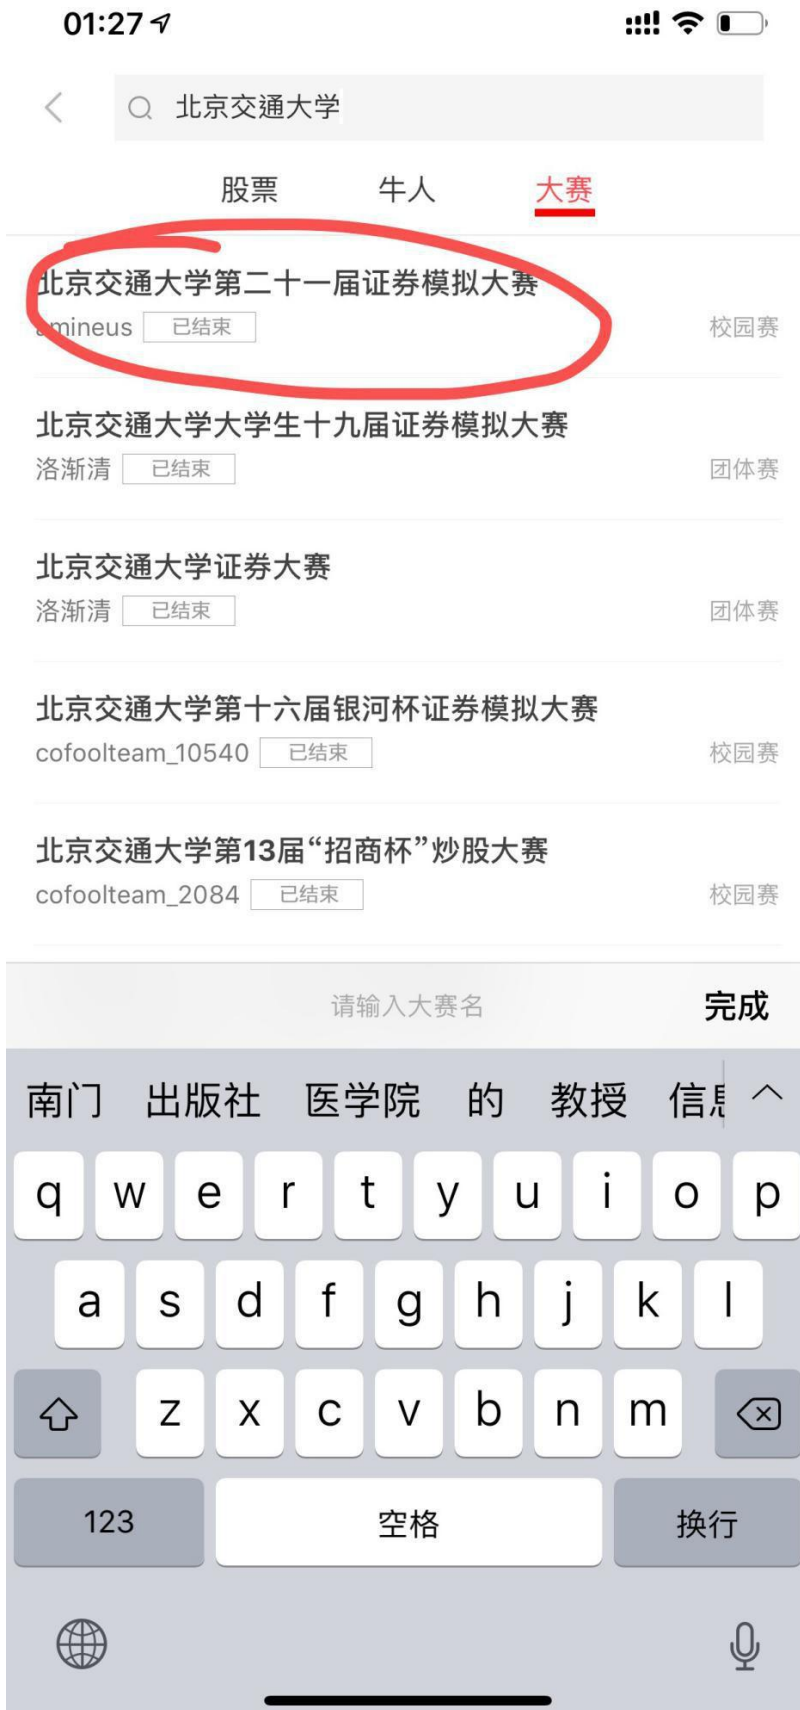 01:27
北京交通大学
股票 牛人 大赛
北京交通大学第二十一届证券模拟大赛
amineus 已结束 校园赛
北京交通大学大学生十九届证券模拟大赛
洛渐清 已结束 团体赛
北京交通大学证券大赛
洛渐清 已结束 团体赛
北京交通大学第十六届银河杯证券模拟大赛
cofoolteam_10540 已结束 校园赛
北京交通大学第13届“招商杯”炒股大赛
cofoolteam_2084 已结束 校园赛
请输入大赛名 完成
南门 出版社 医学院 的 教授 信息
q w e r t y u i o p
a s d f g h j k l
z x c v b n m
123 空格 换行